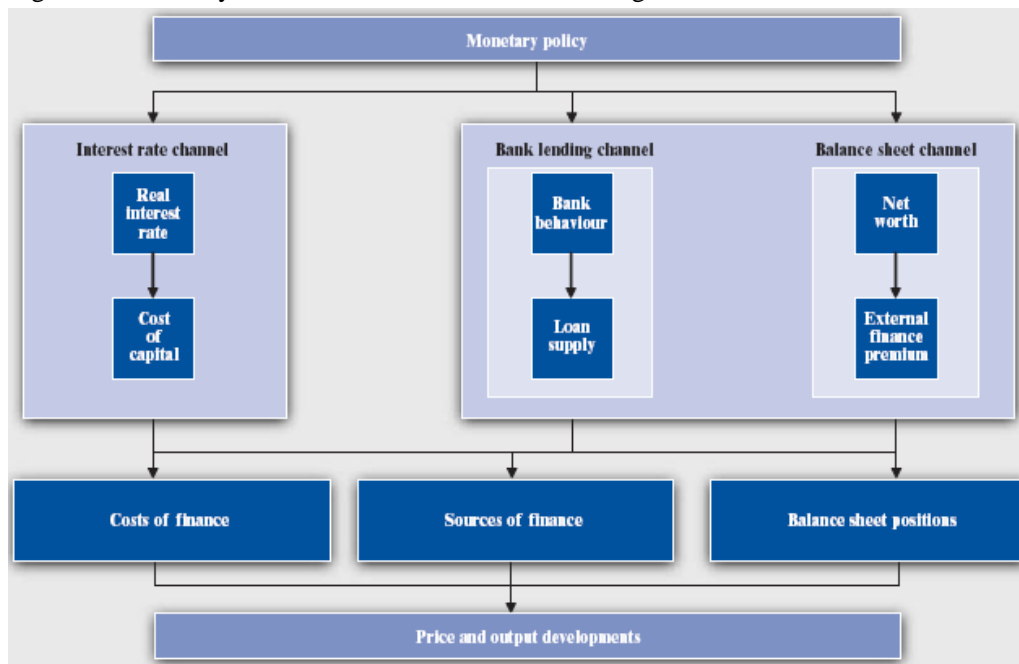 Monetary policy
Interest rate channel
Bank lending channel
Balance sheet channel
Real
interest
rate
Bank
behaviour
Net
worth
Cost
of
capital
Loan
supply
External
finance
premium
Costs of finance
Sources of finance
Balance sheet positions
Price and output developments